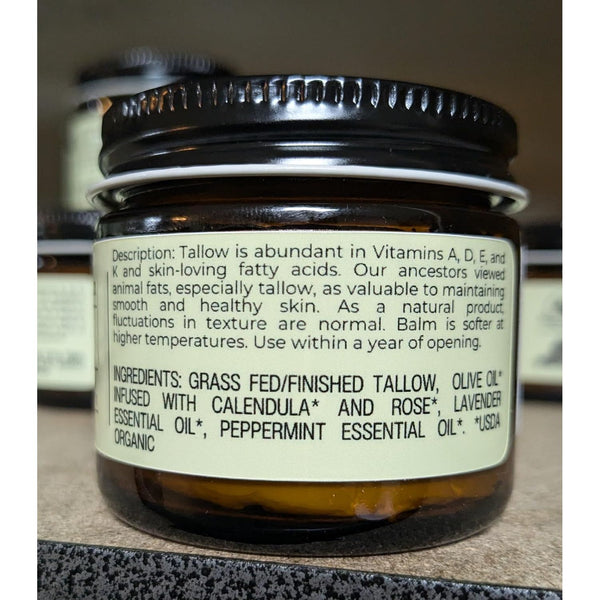 Description: Tallow is abundant in Vitamins A, D, E, and
K and skin-loving fatty acids. Our ancestors viewed
animal fats, especially tallow, as valuable to maintaining
smooth and healthy skin. As a natural product,
fluctuations in texture are normal. Balm is softer at
higher temperatures. Use within a year of opening.
INGREDIENTS: GRASS FED/FINISHED TALLOW, OLIVE OIL*
INFUSED WITH CALENDULA* AND ROSE*, LAVENDER
ESSENTIAL OIL*, PEPPERMINT ESSENTIAL OIL*. *USDA
ORGANIC